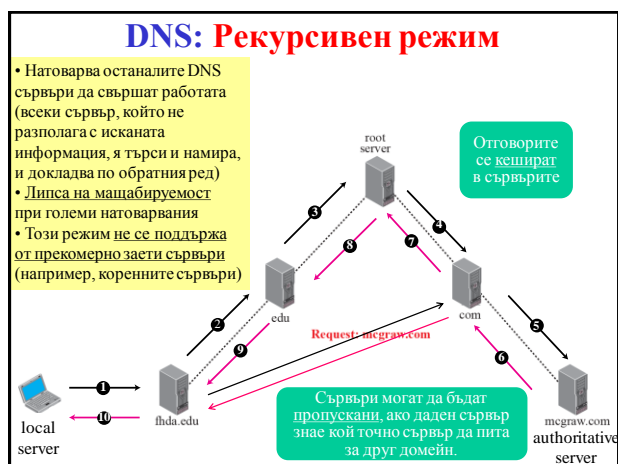 DNS: Рекурсивен режим
• Натоварва останалите DNS
сървъри да свършат работата
(всеки сървър, който не
разполага с исканата
информация, я търси и намира,
и докладва по обратния ред)
• Липса на мащабируемост
при големи натоварвания
• Този режим не се поддържа
от прекомерно заети сървъри
(например, коренните сървъри)
root
server
Отговорите
се кешират
в сървърите
3
4
8
7
edu
com
2
9
Request: mcgraw.com
5
6
1
10
fhda.edu
local
server
Сървъри могат да бъдат
пропускани, ако даден сървър
знае кой точно сървър да пита
за друг домейн.
mcgraw.com
authoritative
server